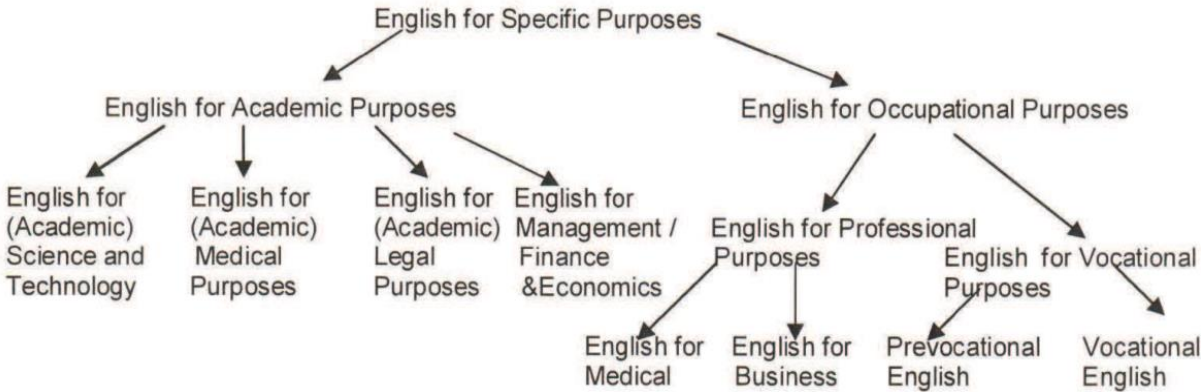 English for Specific Purposes
English for Academic Purposes
English for Occupational Purposes
English for
(Academic)
Science and
Technology
English for
(Academic)
Medical
Purposes
English for
(Academic)
Legal
Purposes
English for
Management /
Finance
&Economics
English for Professional
Purposes
English for Vocational
Purposes
English for
Medical
English for
Business
Prevocational
English
Vocational
English